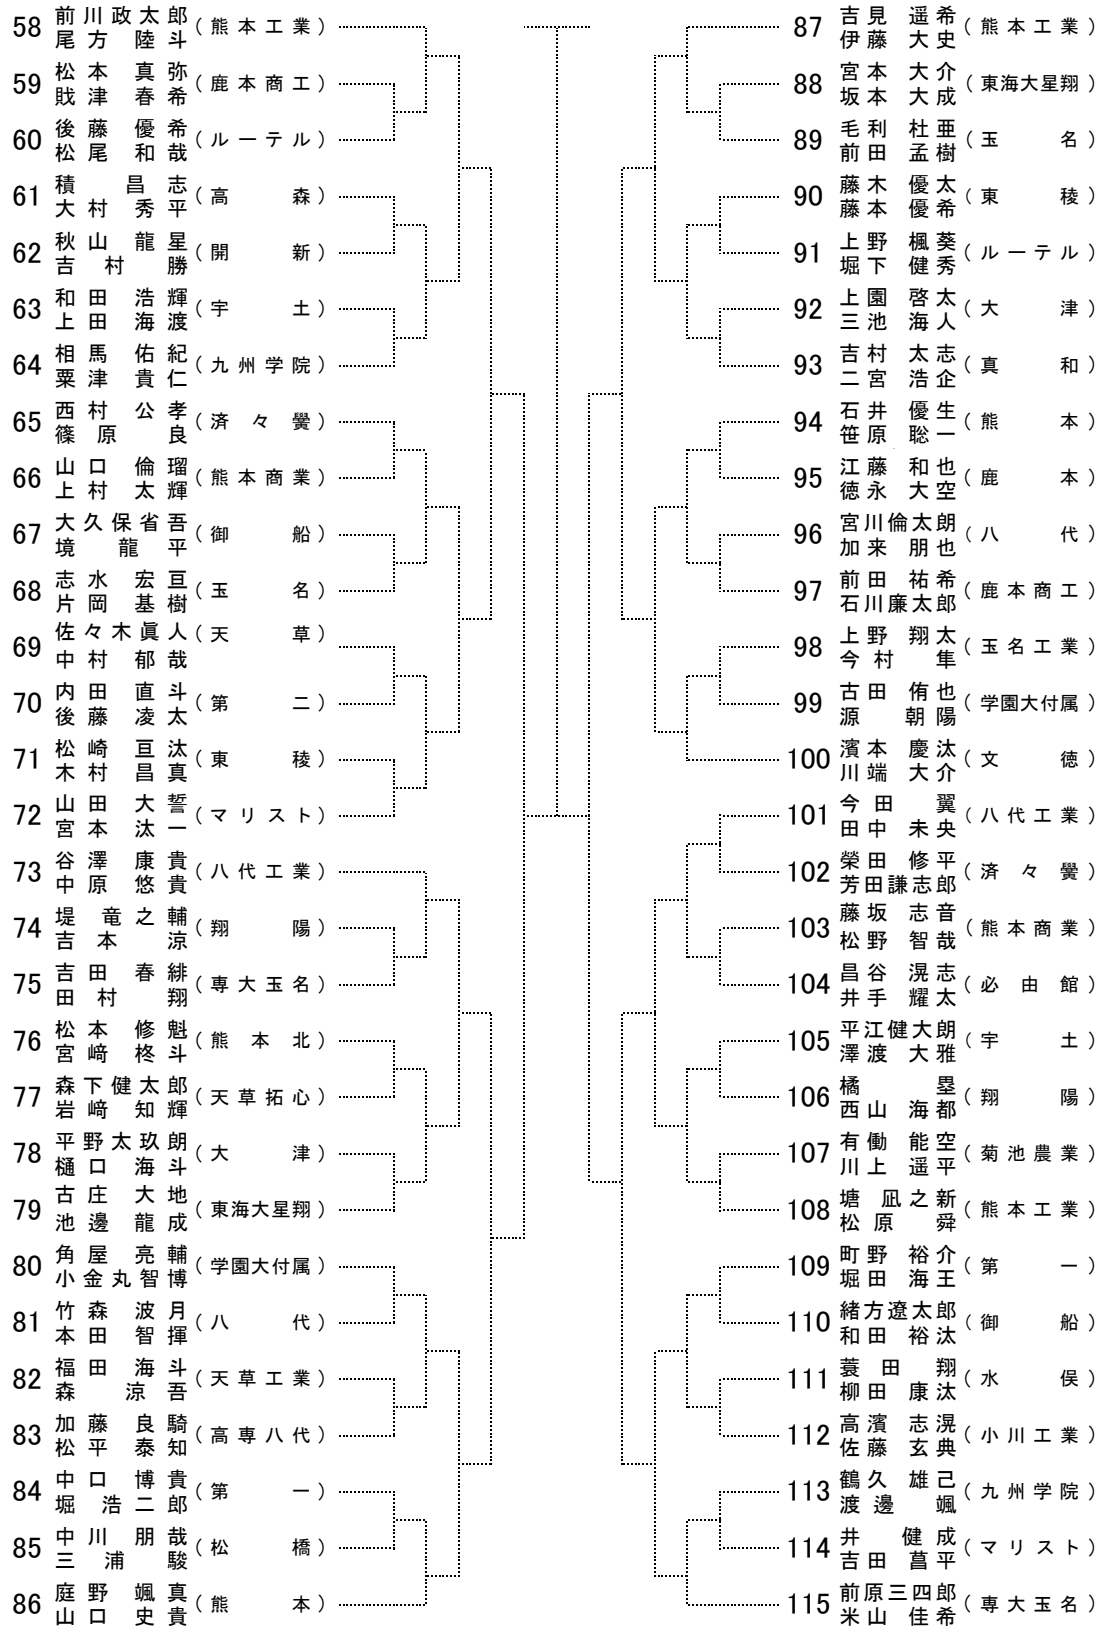 58 前川政太郎 尾方陸斗 (熊本工業)
59 松本真弥 戝津春希 (鹿本商工)
60 後藤優希 松尾和哉 (ルーテル)
61 積昌志 大村秀平 (高森)
62 秋山龍星 吉村勝 (開新)
63 和田浩輝 上田海渡 (宇土)
64 相馬佑紀 粟津貴仁 (九州学院)
65 西村公孝 篠原良 (済々黌)
66 山口倫瑠 上村太輝 (熊本商業)
67 大久保省吾 境龍平 (御船)
68 志水宏亘 片岡基樹 (玉名)
69 佐々木眞人 中村郁哉 (天草)
70 内田直斗 後藤凌太 (第二)
71 松崎亘汰 木村昌真 (東稜)
72 山田大誓 宮本汰一 (マリスト)
73 谷澤康貴 中原悠貴 (八代工業)
74 堤竜之輔 吉本涼 (翔陽)
75 吉田春緋 田村翔 (専大玉名)
76 松本修魁 宮﨑柊斗 (熊本北)
77 森下健太郎 岩﨑知輝 (天草拓心)
78 平野太玖朗 樋口海斗 (大津)
79 古庄大地 池邊龍成 (東海大星翔)
80 角屋亮輔 小金丸智博 (学園大付属)
81 竹森波月 本田智揮 (八代)
82 福田海斗 森涼吾 (天草工業)
83 加藤良騎 松平泰知 (高専八代)
84 中口博貴 堀浩二郎 (第一)
85 中川朋哉 三浦駿 (松橋)
86 庭野颯真 山口史貴 (熊本)
87 吉見遥希 伊藤大史 (熊本工業)
88 宮本大介 坂本大成 (東海大星翔)
89 毛利杜亜 前田孟樹 (玉名)
90 藤木優太 藤本優希 (東稜)
91 上野楓葵 堀下健秀 (ルーテル)
92 上園啓太 三池海人 (大津)
93 吉村太志 二宮浩企 (真和)
94 石井優生 笹原聡一 (熊本)
95 江藤和也 徳永大空 (鹿本)
96 宮川倫太朗 加来朋也 (八代)
97 前田祐希 石川廉太郎 (鹿本商工)
98 上野翔太 今村隼 (玉名工業)
99 古田侑也 源朝陽 (学園大付属)
100 濱本慶汰 川端大介 (文徳)
101 今田翼 田中未央 (八代工業)
102 榮田修平 芳田謙志郎 (済々黌)
103 藤坂志音 松野智哉 (熊本商業)
104 昌谷滉志 井手耀太 (必由館)
105 平江健大朗 澤渡大雅 (宇土)
106 橘塁 西山海都 (翔陽)
107 有働能空 川上遥平 (菊池農業)
108 塘凪之新 松原舜 (熊本工業)
109 町野裕介 堀田海王 (第一)
110 緒方遼太郎 和田裕汰 (御船)
111 蓑田翔 柳田康汰 (水俣)
112 高濱志滉 佐藤玄典 (小川工業)
113 鶴久雄己 渡邊颯 (九州学院)
114 井健成 吉田菖平 (マリスト)
115 前原三四郎 米山佳希 (専大玉名)